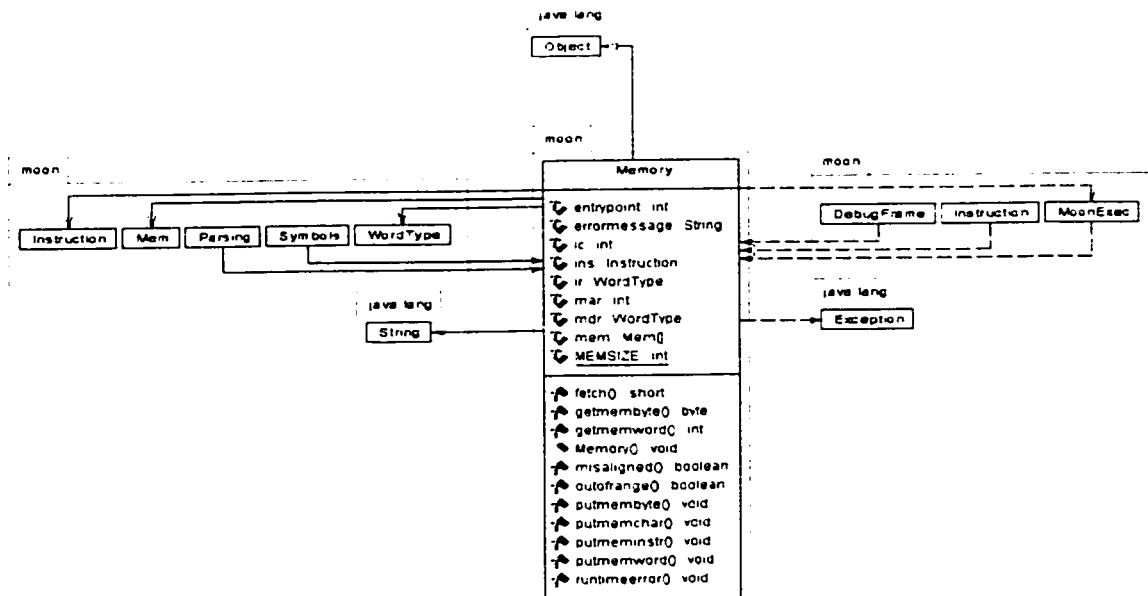 java lang
Object
moon
moon
moon
Memory
Instruction
Mem
Parsing
Symbols
WordType
DebugFrame
Instruction
MoonExec
entrypoint int
errormessage String
ic int
ins Instruction
ir WordType
mar int
mdr WordType
mem Mem[]
MEMSIZE int
java lang
String
java lang
Exception
fetch() short
getmembyte() byte
getmemword() int
Memory() void
misaligned() boolean
outofrange() boolean
putmembyte() void
putmemchar() void
putmeminstr() void
putmemword() void
runtimeerror() void